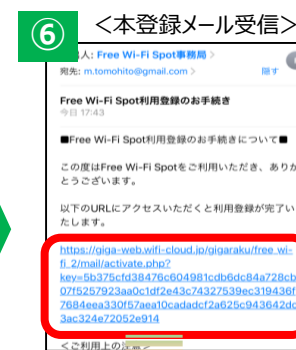 ⑥
<本登録メール受信>
人: Free Wi-Fi Spot事務局 >
宛先: m.tomohito@gmail.com >
隠す
Free Wi-Fi Spot利用登録のお手続き
今日 17:43
■Free Wi-Fi Spot利用登録のお手続きについて■
この度はFree Wi-Fi Spotをご利用いただき、ありが
とうございます。
以下のURLにアクセスいただくと利用登録が完了い
たします。
https://giga-web.wifi-cloud.jp/gigaraku/free_wi-
fi_2/mail/activate.php?
key=5b375cfd38476c604981cdb6dc84a728cb
07f5257923aa0c1df2e43c74327539ec319436f
7684eea330f57aea10cadadcf2a625c943642dc
3ac324e72052e914
<ご利用上の注意>